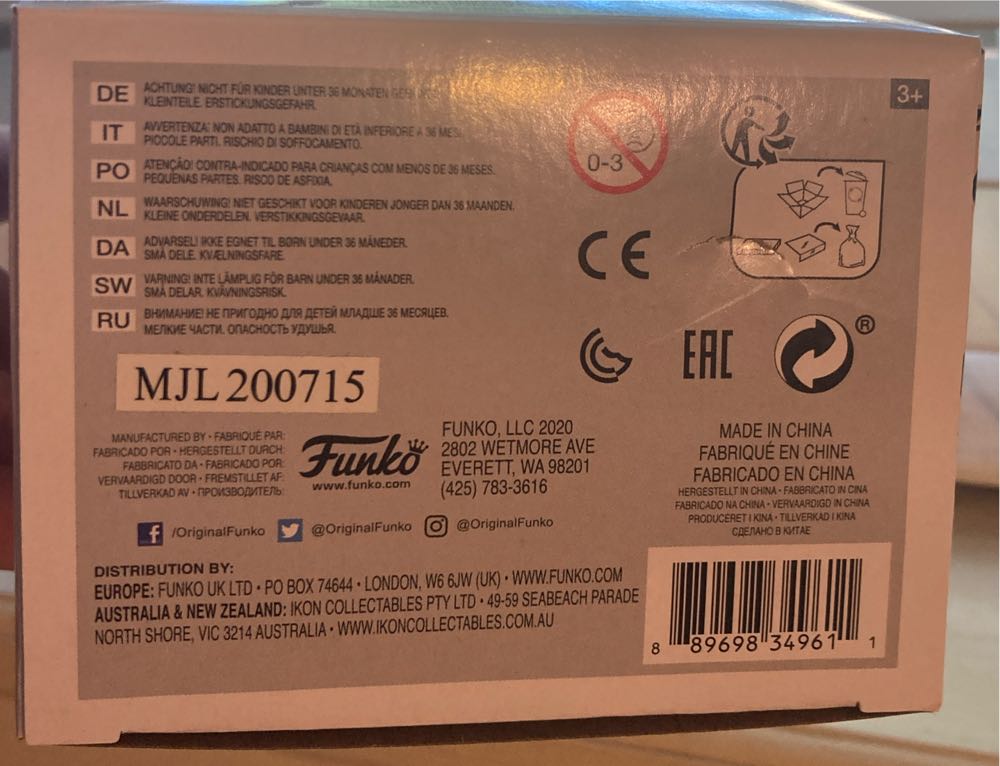 DE ACHTUNG! NICHT FÜR KINDER UNTER 36 MONATEN
KLEINTEILE. ERSTICKUNGSGEFAHR.
IT AVVERTENZA: NON ADATTO A BAMBINI DI ETÀ INFERIORE A 36
PICCOLE PARTI. RISCHIO DI SOFFOCAMENTO.
PO ATENÇÃO! CONTRA-INDICADO PARA CRIANÇAS COM MENOS DE 36 MESES.
PEQUENAS PARTES. RISCO DE ASFIXIA.
NL WAARSCHUWING! NIET GESCHIKT VOOR KINDEREN JONGER DAN 36 MAANDEN.
KLEINE ONDERDELEN. VERSTIKKINGSGEVAAR.
DA ADVARSEL! IKKE EGNET TIL BØRN UNDER 36 MÅNEDER.
SMÅ DELE. KVÆLNINGSFARE.
SW VARNING! INTE LÄMPLIG FÖR BARN UNDER 36 MÅNADER.
SMÅ DELAR. KVÄVNINGSRISK.
RU ВНИМАНИЕ! НЕ ПРИГОДНО ДЛЯ ДЕТЕЙ МЛАДШЕ 36 МЕСЯЦЕВ.
МЕЛКИЕ ЧАСТИ. ОПАСНОСТЬ УДУШЬЯ.
0-3
3+
CE
EAC
®
MJL200715
MANUFACTURED BY • FABRIQUÉ PAR:
FABRICADO POR • HERGESTELLT DURCH:
FABBRICATO DA • FABRICADO POR:
VERVAARDIGD DOOR • FREMSTILLET AF:
TILLVERKAD AV • ПРОИЗВОДИТЕЛЬ:
Funko
www.funko.com
FUNKO, LLC 2020
2802 WETMORE AVE
EVERETT, WA 98201
(425) 783-3616
MADE IN CHINA
FABRIQUÉ EN CHINE
FABRICADO EN CHINA
HERGESTELLT IN CHINA • FABBRICATO IN CINA
FABRICADO NA CHINA • VERVAARDIGD IN CHINA
PRODUCERET I KINA • TILLVERKAD I KINA
СДЕЛАНО В КИТАЕ
f /OriginalFunko @OriginalFunko @OriginalFunko
DISTRIBUTION BY:
EUROPE: FUNKO UK LTD • PO BOX 74644 • LONDON, W6 6JW (UK) • WWW.FUNKO.COM
AUSTRALIA & NEW ZEALAND: IKON COLLECTABLES PTY LTD • 49-59 SEABEACH PARADE
NORTH SHORE, VIC 3214 AUSTRALIA • WWW.IKONCOLLECTABLES.COM.AU
8 89698 34961 1